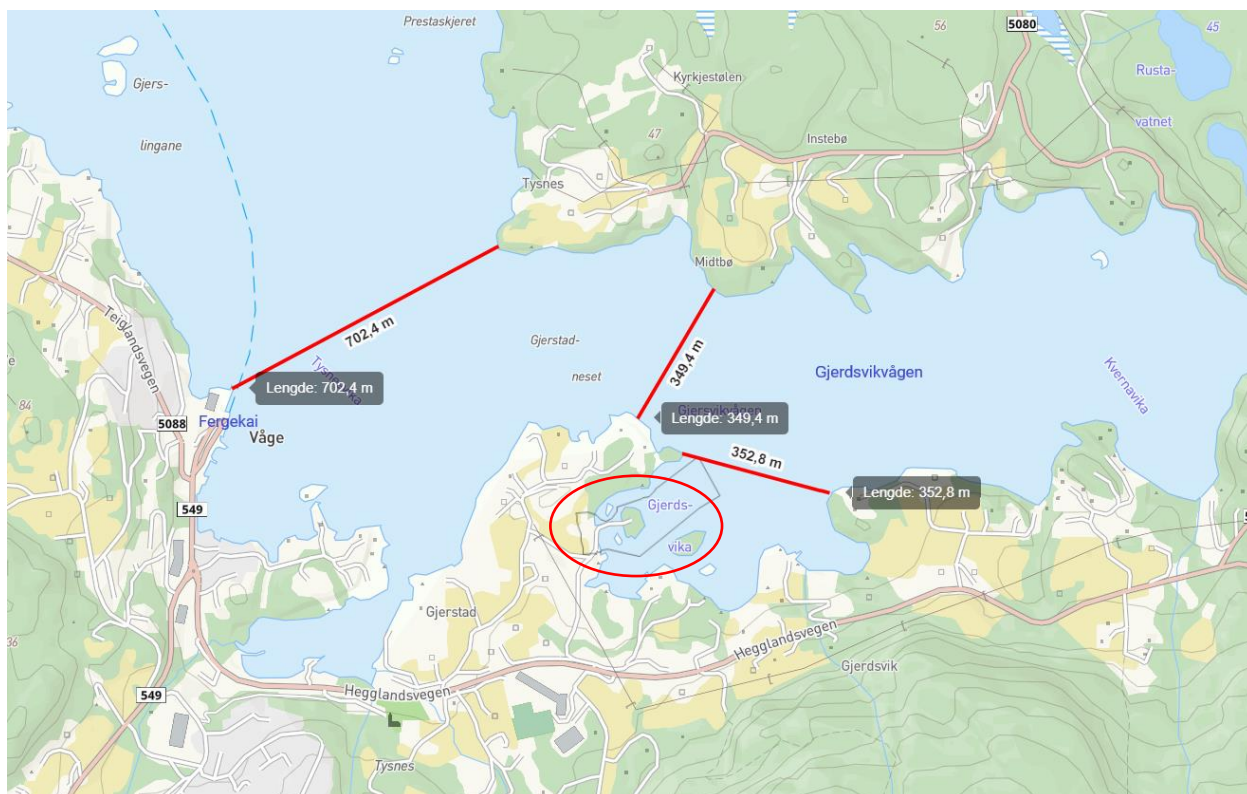 Prestaskjeret
56
5080
45
Gjers-
lingane
Kyrkjestølen
Rusta-
vatnet
47
Instebø
Tysnes
Midtbø
Teiglandsvegen
702,4 m
Gjerstad-
neset
349,4 m
Gjerdsvikvågen
Kvernavika
Lengde: 702,4 m
84
5088
Fergekai
Våge
Lengde: 349,4 m
352,8 m
Lengde: 352,8 m
549
Gjerds-
vika
Gjerstad
36
Hegglandsvegen
Gjerdsvik
549
Hegglandsvegen
Tysnes